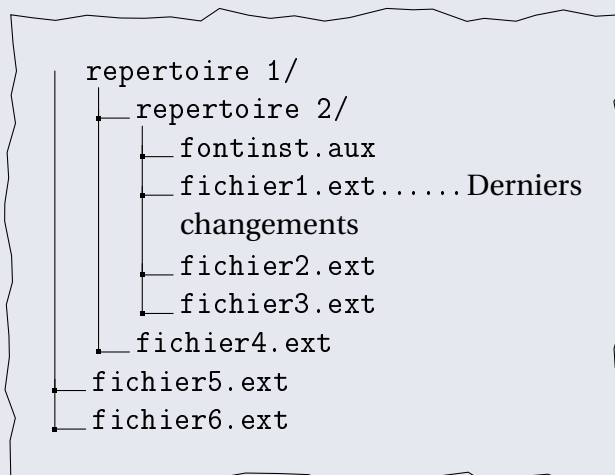 repertoire 1/
repertoire 2/
fontinst.aux
fichier1.ext......Derniers
changements
fichier2.ext
fichier3.ext
fichier4.ext
fichier5.ext
fichier6.ext